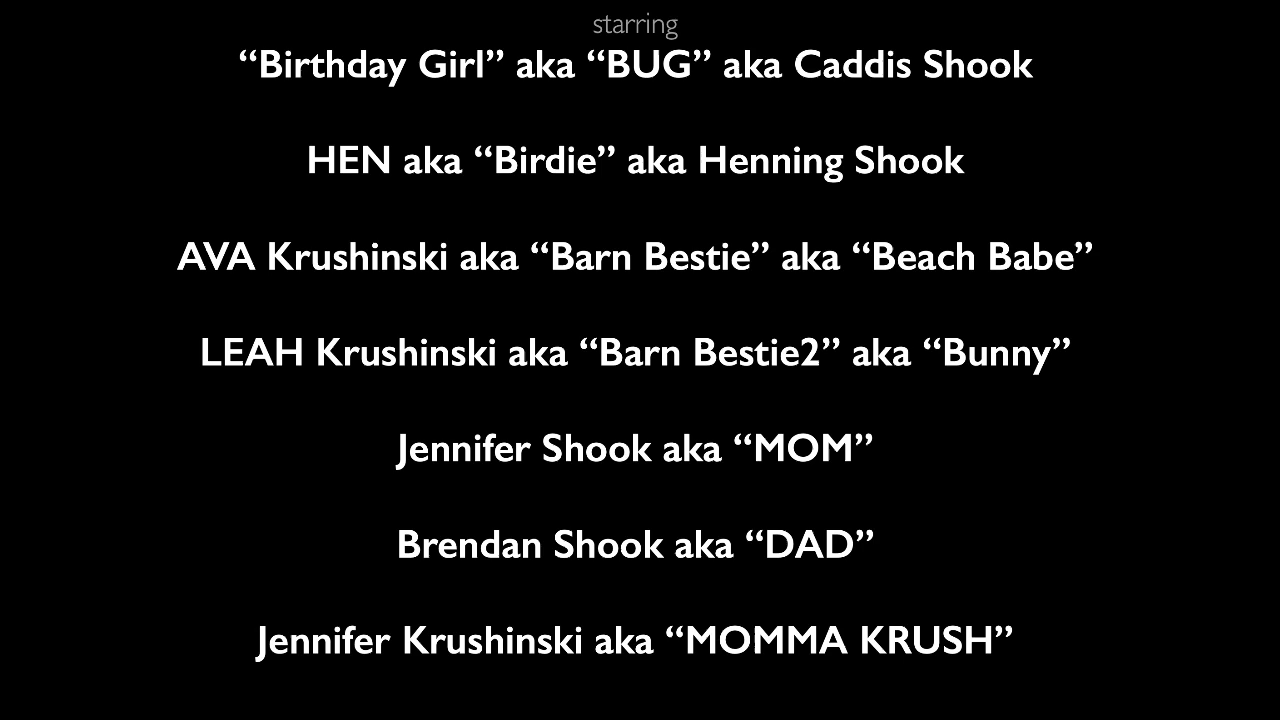 starring
“Birthday Girl” aka “BUG” aka Caddis Shook
HEN aka “Birdie” aka Henning Shook
AVA Krushinski aka “Barn Bestie” aka “Beach Babe”
LEAH Krushinski aka “Barn Bestie2” aka “Bunny”
Jennifer Shook aka “MOM”
Brendan Shook aka “DAD”
Jennifer Krushinski aka “MOMMA KRUSH”